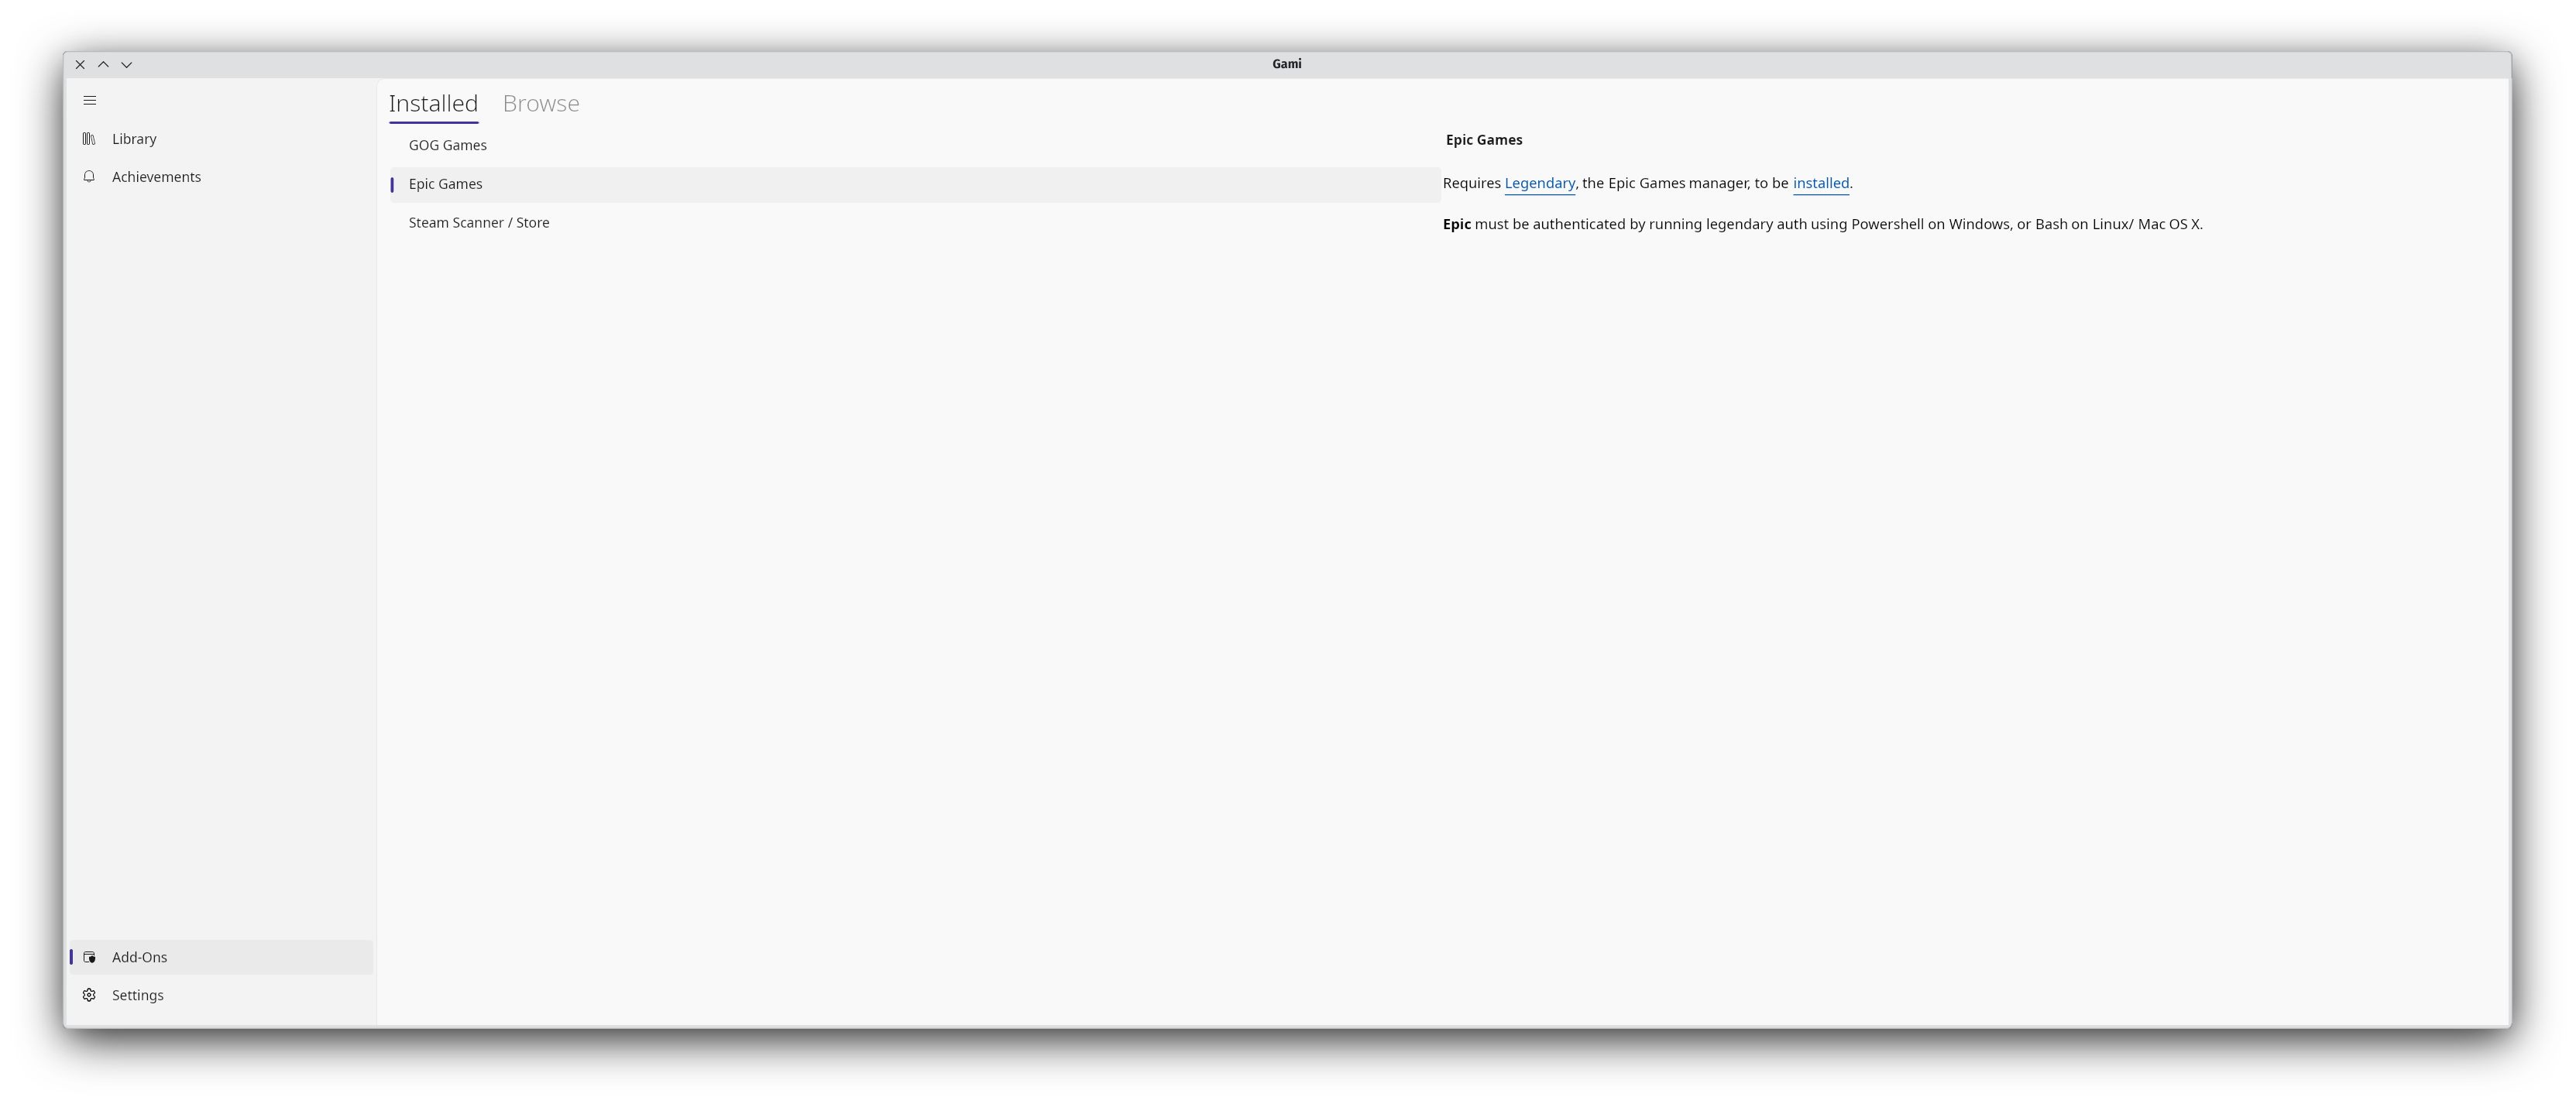 Gami
Library
Achievements
Add-Ons
Settings
Installed Browse
GOG Games
Epic Games
Steam Scanner / Store
Epic Games
Requires Legendary, the Epic Games manager, to be installed.
Epic must be authenticated by running legendary auth using Powershell on Windows, or Bash on Linux/ Mac OS X.